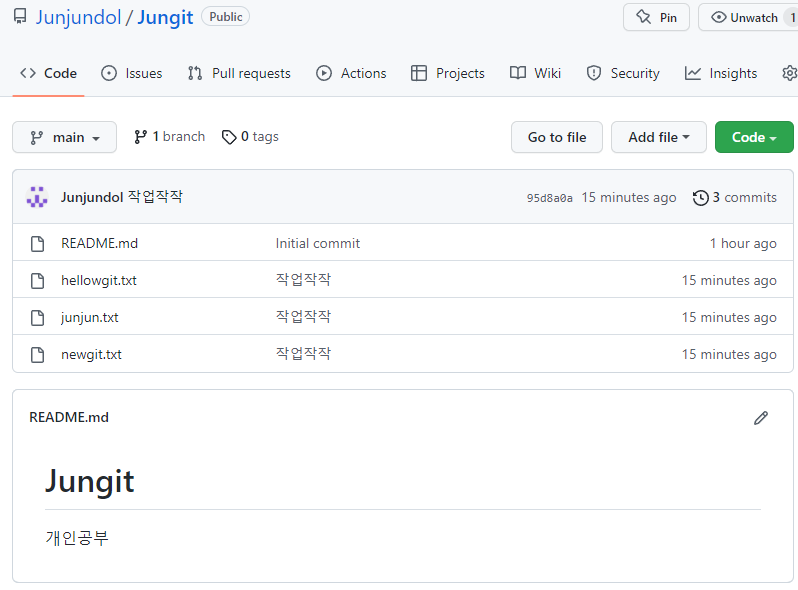 Junjundol / Jungit Public Pin Unwatch 1
Code Issues Pull requests Actions Projects Wiki Security Insights
main 1 branch 0 tags Go to file Add file Code
Junjundol 작업작작 95d8a0a 15 minutes ago 3 commits
README.md Initial commit 1 hour ago
hellowgit.txt 작업작작 15 minutes ago
junjun.txt 작업작작 15 minutes ago
newgit.txt 작업작작 15 minutes ago
README.md
Jungit
개인공부